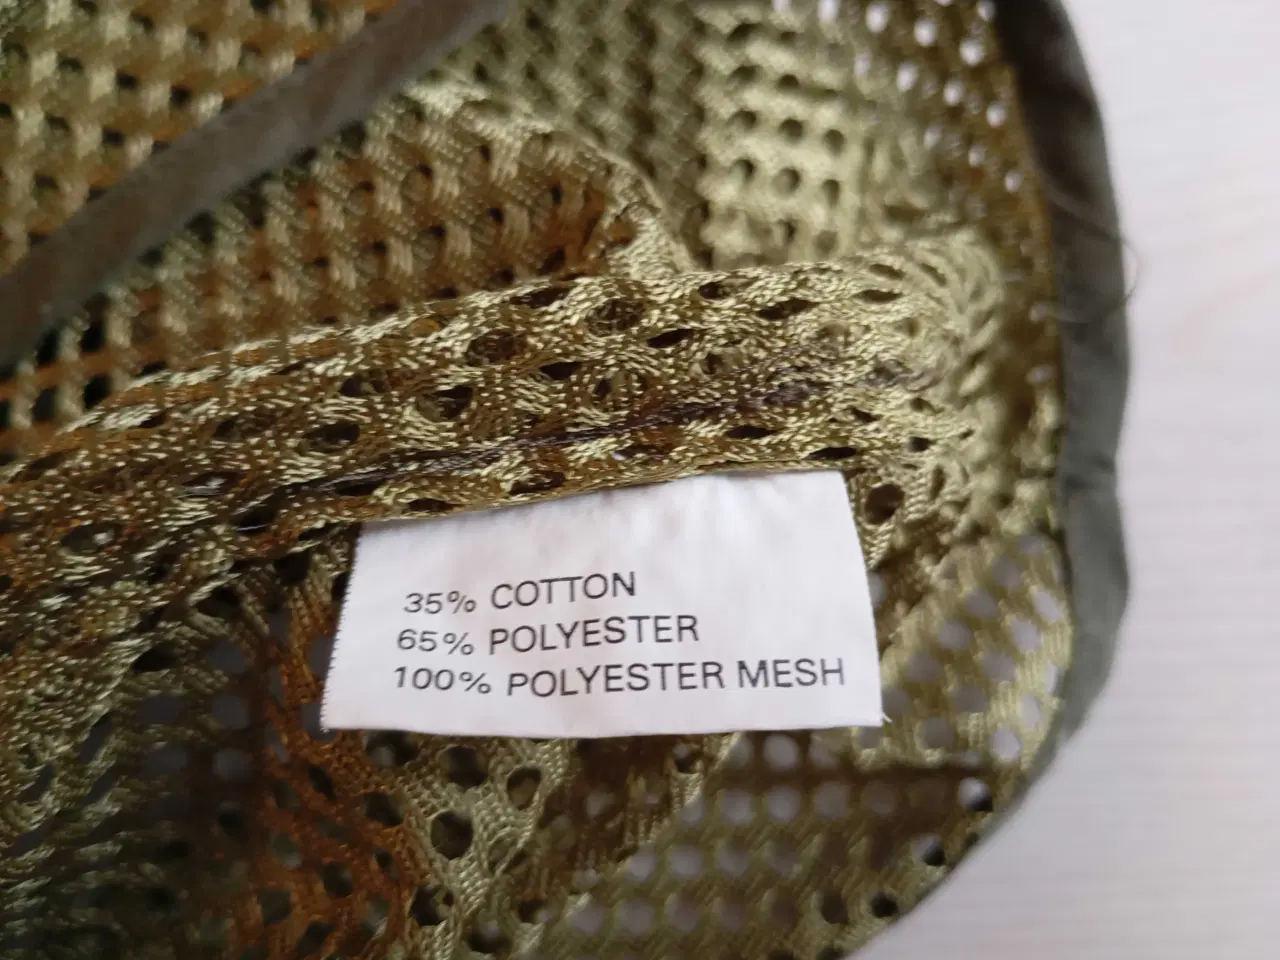 35% COTTON
65% POLYESTER
100% POLYESTER MESH